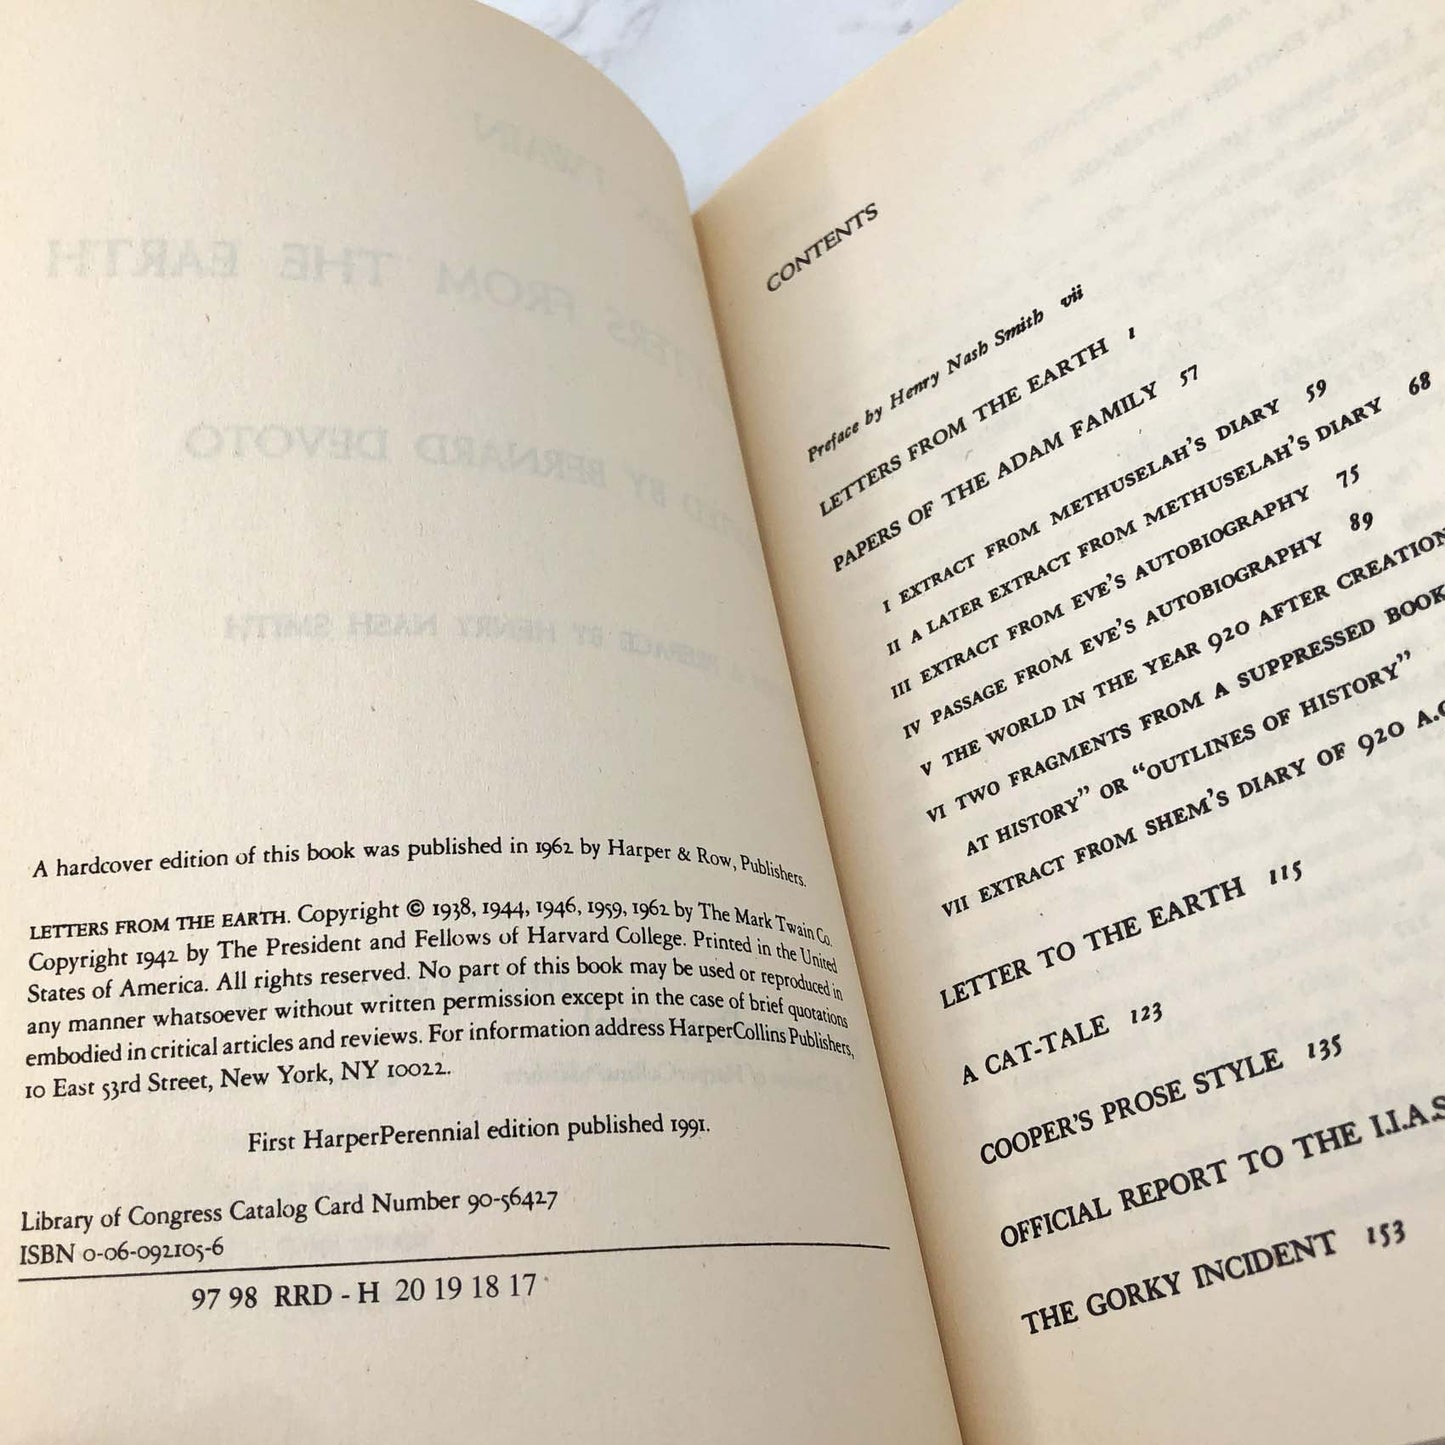 A hardcover edition of this book was published in 1962 by Harper & Row, Publishers.
LETTERS FROM THE EARTH. Copyright © 1938, 1944, 1946, 1959, 1962 by The Mark Twain Co.
Copyright 1942 by The President and Fellows of Harvard College. Printed in the United
States of America. All rights reserved. No part of this book may be used or reproduced in
any manner whatsoever without written permission except in the case of brief quotations
embodied in critical articles and reviews. For information address HarperCollins Publishers,
10 East 53rd Street, New York, NY 10022.
First HarperPerennial edition published 1991.
Library of Congress Catalog Card Number 90-56427
ISBN 0-06-092105-6
97 98 RRD - H 20 19 18 17
CONTENTS
Preface by Henry Nash Smith vii
LETTERS FROM THE EARTH 1
PAPERS OF THE ADAM FAMILY 57
I EXTRACT FROM METHUSELAH'S DIARY 59
II A LATER EXTRACT FROM METHUSELAH'S DIARY 68
III EXTRACT FROM EVE'S AUTOBIOGRAPHY 75
IV PASSAGE FROM EVE'S AUTOBIOGRAPHY 89
V THE WORLD IN THE YEAR 920 AFTER CREATION
VI TWO FRAGMENTS FROM A SUPPRESSED BOOK
AT HISTORY" OR "OUTLINES OF HISTORY"
VII EXTRACT FROM SHEM'S DIARY OF 920 A.C
LETTER TO THE EARTH 115
A CAT-TALE 123
COOPER'S PROSE STYLE 135
OFFICIAL REPORT TO THE I.I.A.S
THE GORKY INCIDENT 153